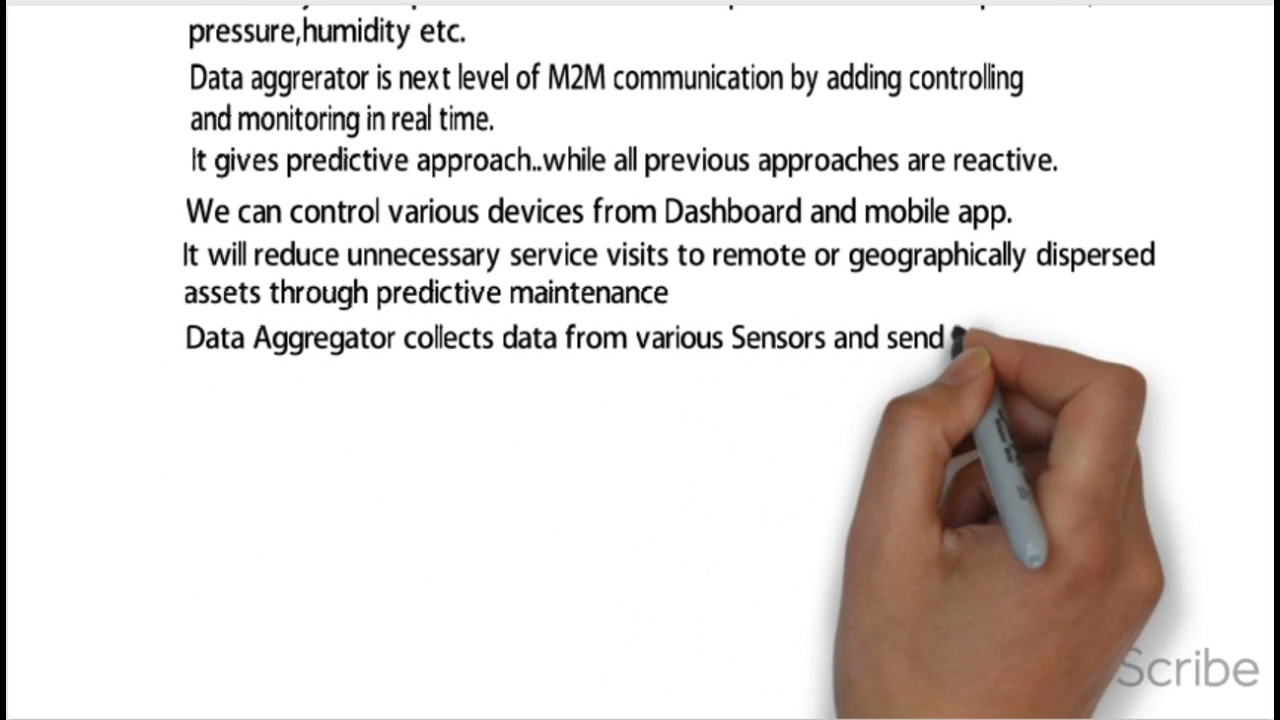 pressure,humidity etc.
Data aggrerator is next level of M2M communication by adding controlling
and monitoring in real time.
It gives predictive approach..while all previous approaches are reactive.
We can control various devices from Dashboard and mobile app.
It will reduce unnecessary service visits to remote or geographically dispersed
assets through predictive maintenance
Data Aggregator collects data from various Sensors and send
Scribe